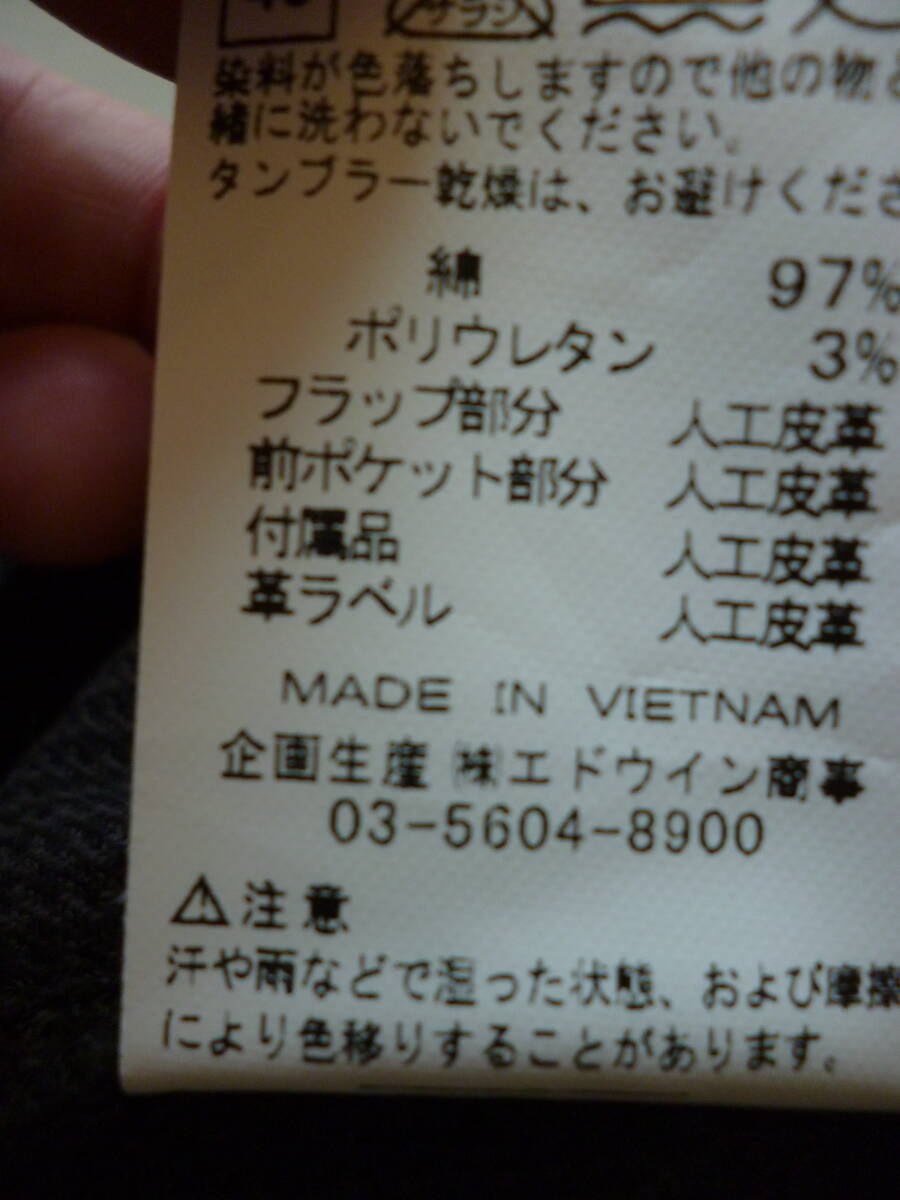 40
サラシ
染料が色落ちしますので他の物と
緒に洗わないでください。
タンブラー乾燥は、お避けくださ
綿 97%
ポリウレタン 3%
フラップ部分 人工皮革
前ポケット部分 人工皮革
付属品 人工皮革
革ラベル 人工皮革
MADE IN VIETNAM
企画生産 ㈱エドウイン商事
03-5604-8900
⚠注意
汗や雨などで湿った状態、および摩擦
により色移りすることがあります。